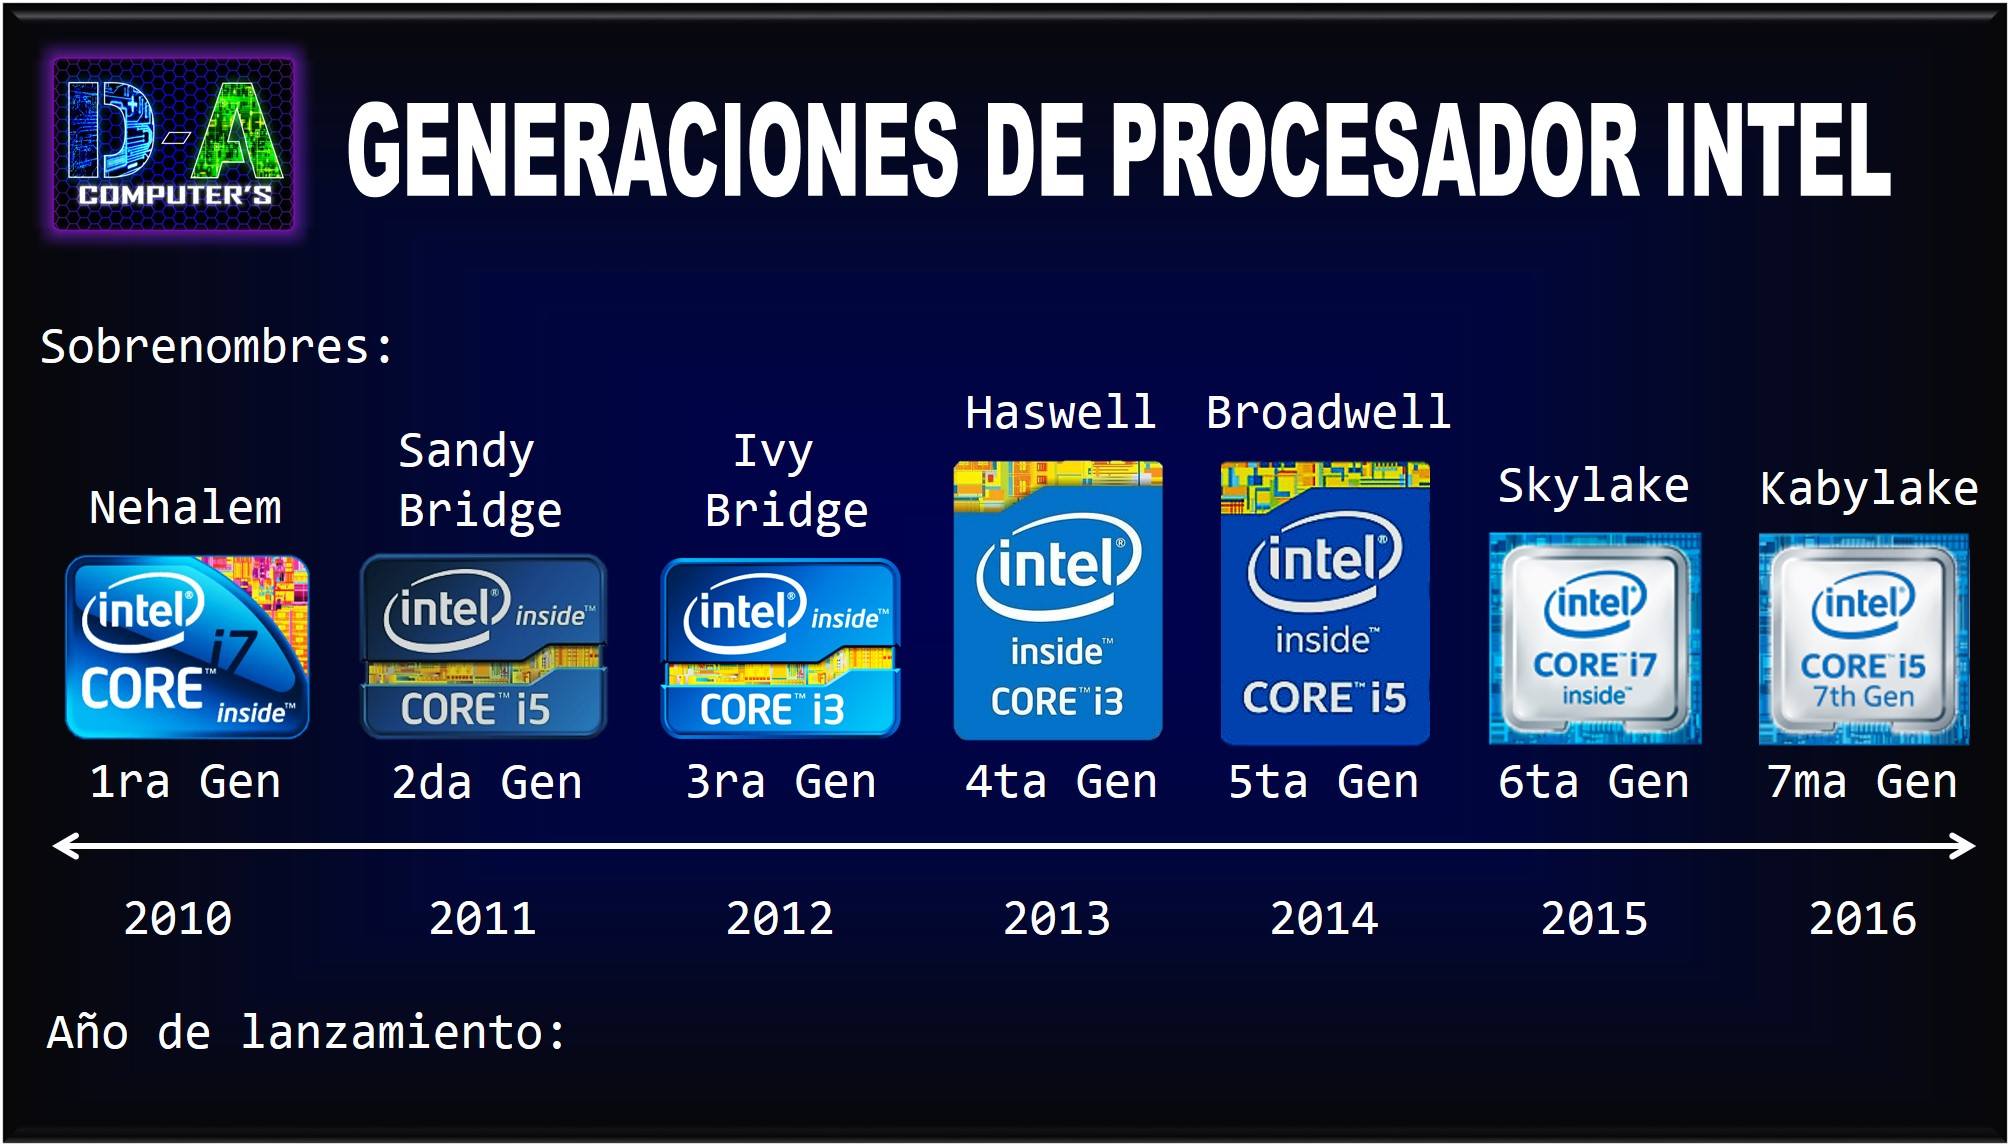 D-A
COMPUTER'S
GENERACIONES DE PROCESADOR INTEL
Sobrenombres:
Nehalem
Sandy
Bridge
Ivy
Bridge
Haswell
Broadwell
Skylake
Kabylake
intel®
i7
CORE™
inside™
intel® inside™
CORE™ i5
intel® inside™
CORE™ i3
intel®
inside™
CORE™ i3
intel®
inside™
CORE™ i5
intel®
CORE™ i7
inside™
intel®
CORE™ i5
7th Gen
1ra Gen 2da Gen 3ra Gen 4ta Gen 5ta Gen 6ta Gen 7ma Gen
2010 2011 2012 2013 2014 2015 2016
Año de lanzamiento: